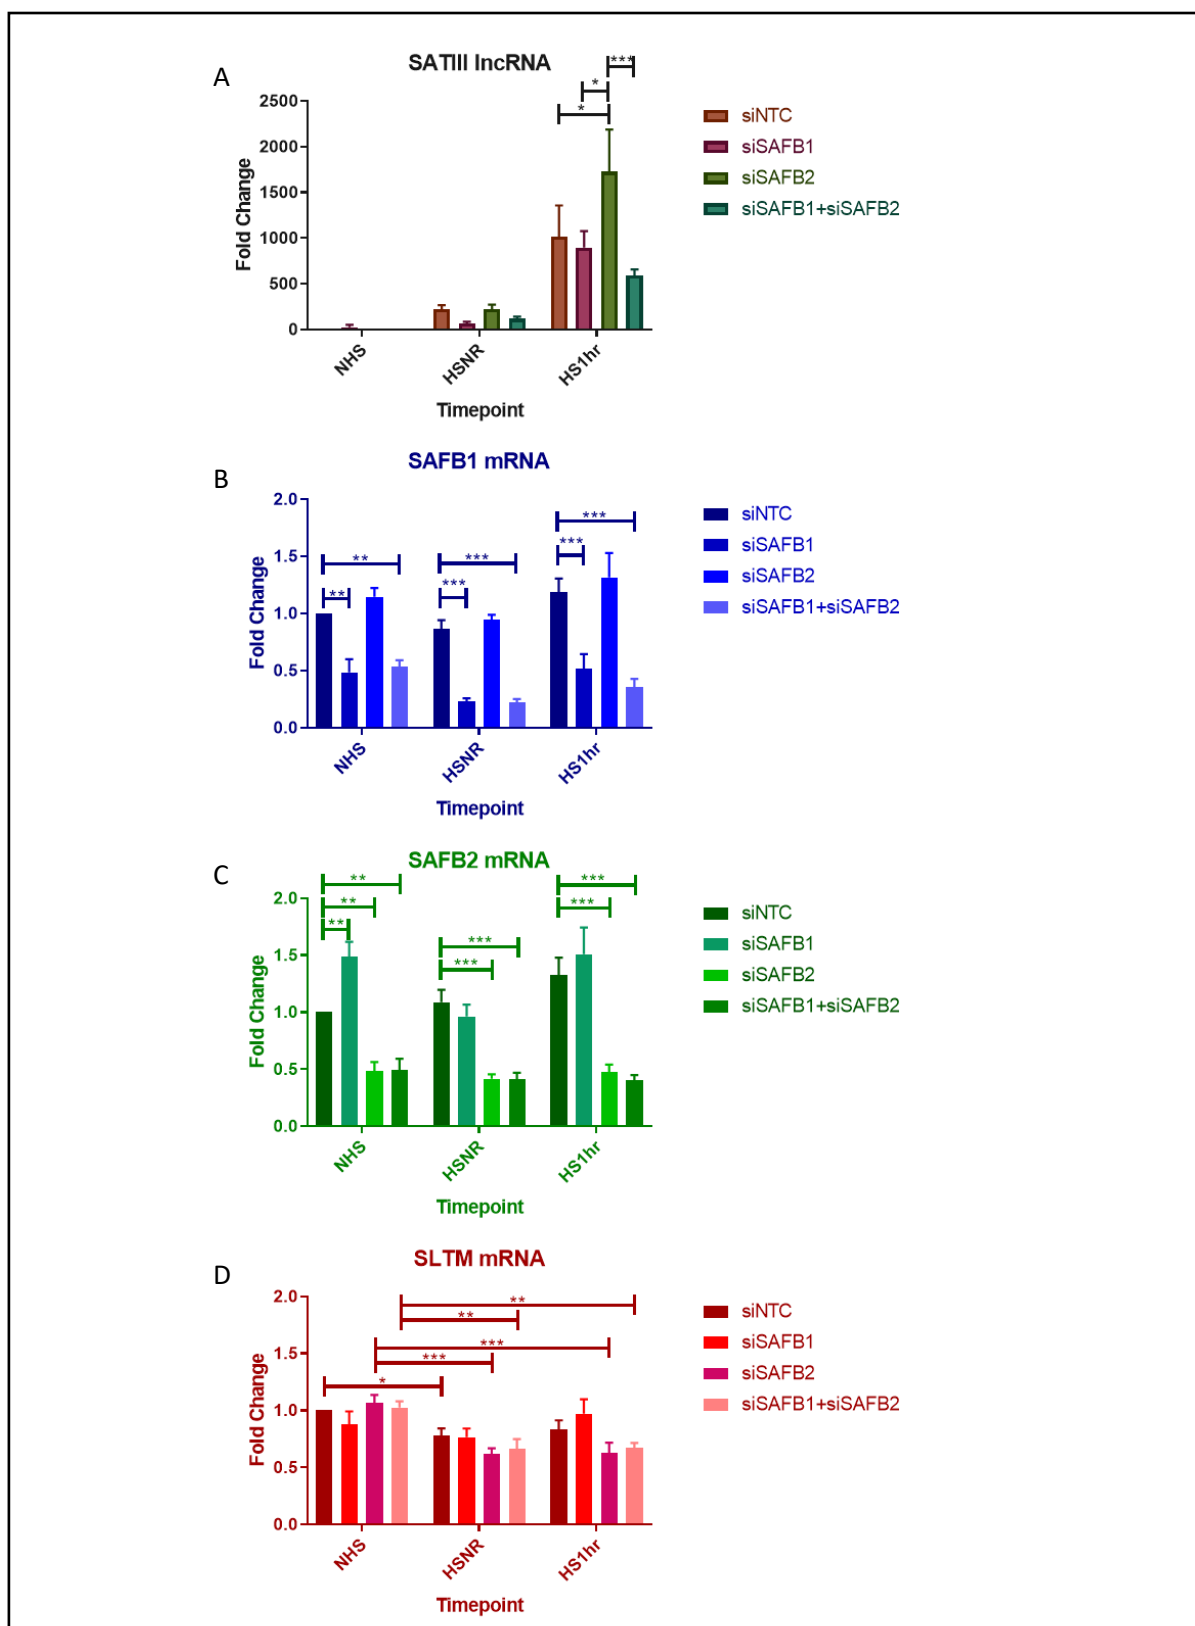 A
SATIII lncRNA
***
*
*
2500
2000
1500
1000
500
0
Fold Change
NHS
HSNR
HS1hr
Timepoint
siNTC
siSAFB1
siSAFB2
siSAFB1+siSAFB2
B
SAFB1 mRNA
2.0
1.5
1.0
0.5
0.0
Fold Change
**
**
***
***
***
***
NHS
HSNR
HS1hr
Timepoint
siNTC
siSAFB1
siSAFB2
siSAFB1+siSAFB2
C
SAFB2 mRNA
2.0
1.5
1.0
0.5
0.0
Fold Change
**
**
**
***
***
***
***
NHS
HSNR
HS1hr
Timepoint
siNTC
siSAFB1
siSAFB2
siSAFB1+siSAFB2
D
SLTM mRNA
2.0
1.5
1.0
0.5
0.0
Fold Change
**
**
***
***
*
NHS
HSNR
HS1hr
Timepoint
siNTC
siSAFB1
siSAFB2
siSAFB1+siSAFB2